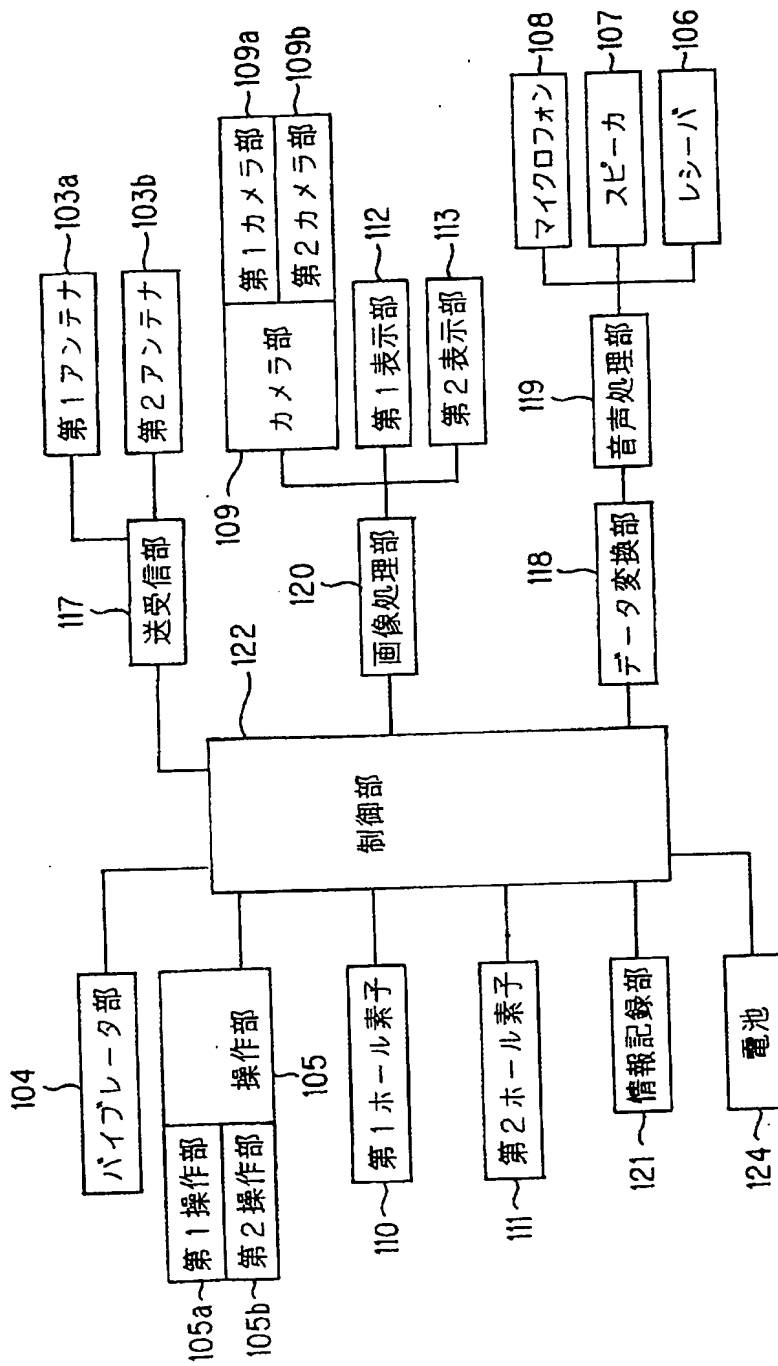 104
バイブレータ部
操作部
105
第1操作部
105a
第2操作部
105b
第1ホール素子
110
第2ホール素子
111
情報記録部
121
電池
124
制御部
122
送受信部
117
第1アンテナ
103a
第2アンテナ
103b
画像処理部
120
カメラ部
109
第1カメラ部
109a
第2カメラ部
109b
第1表示部
112
第2表示部
113
データ変換部
118
音声処理部
119
マイクロフォン
108
スピーカ
107
レシーバ
106